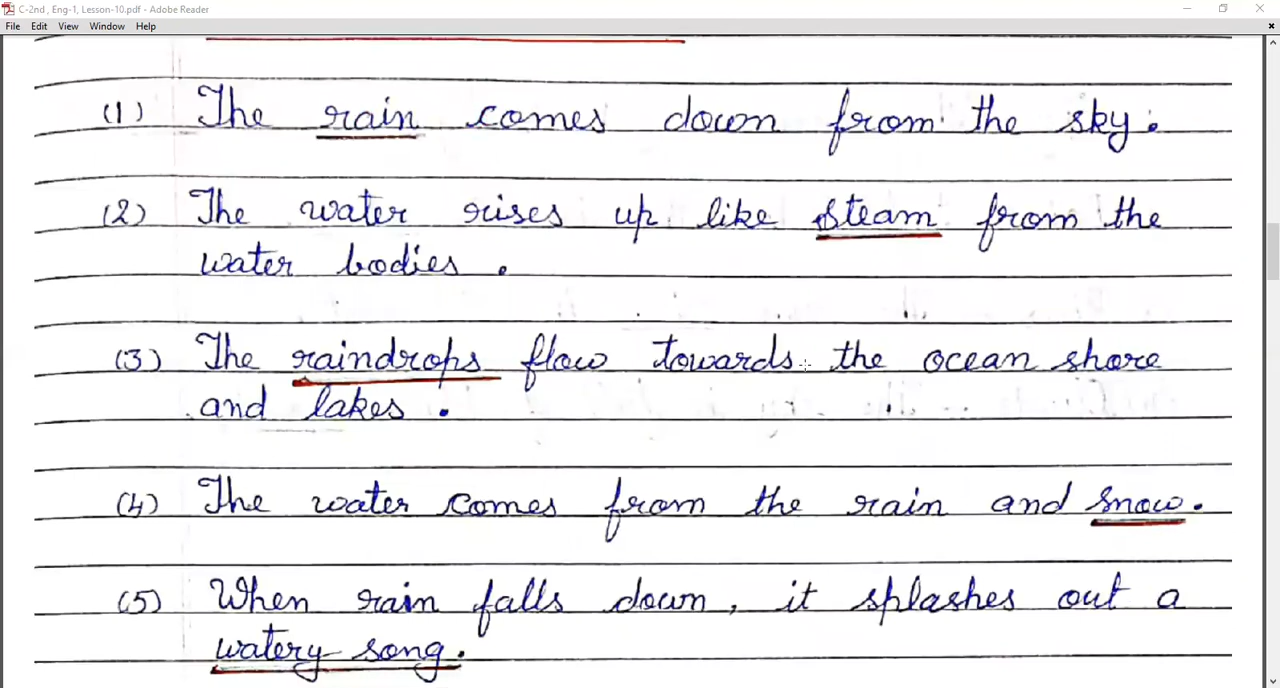 C-2nd , Eng-1, Lesson-10.pdf - Adobe Reader
File Edit View Window Help
(1) The rain comes down from the sky.
(2) The water rises up like steam from the
water bodies .
(3) The raindrops flow towards the ocean shore
and lakes .
(4) The water comes from the rain and snow.
(5) When rain falls down, it splashes out a
watery song.